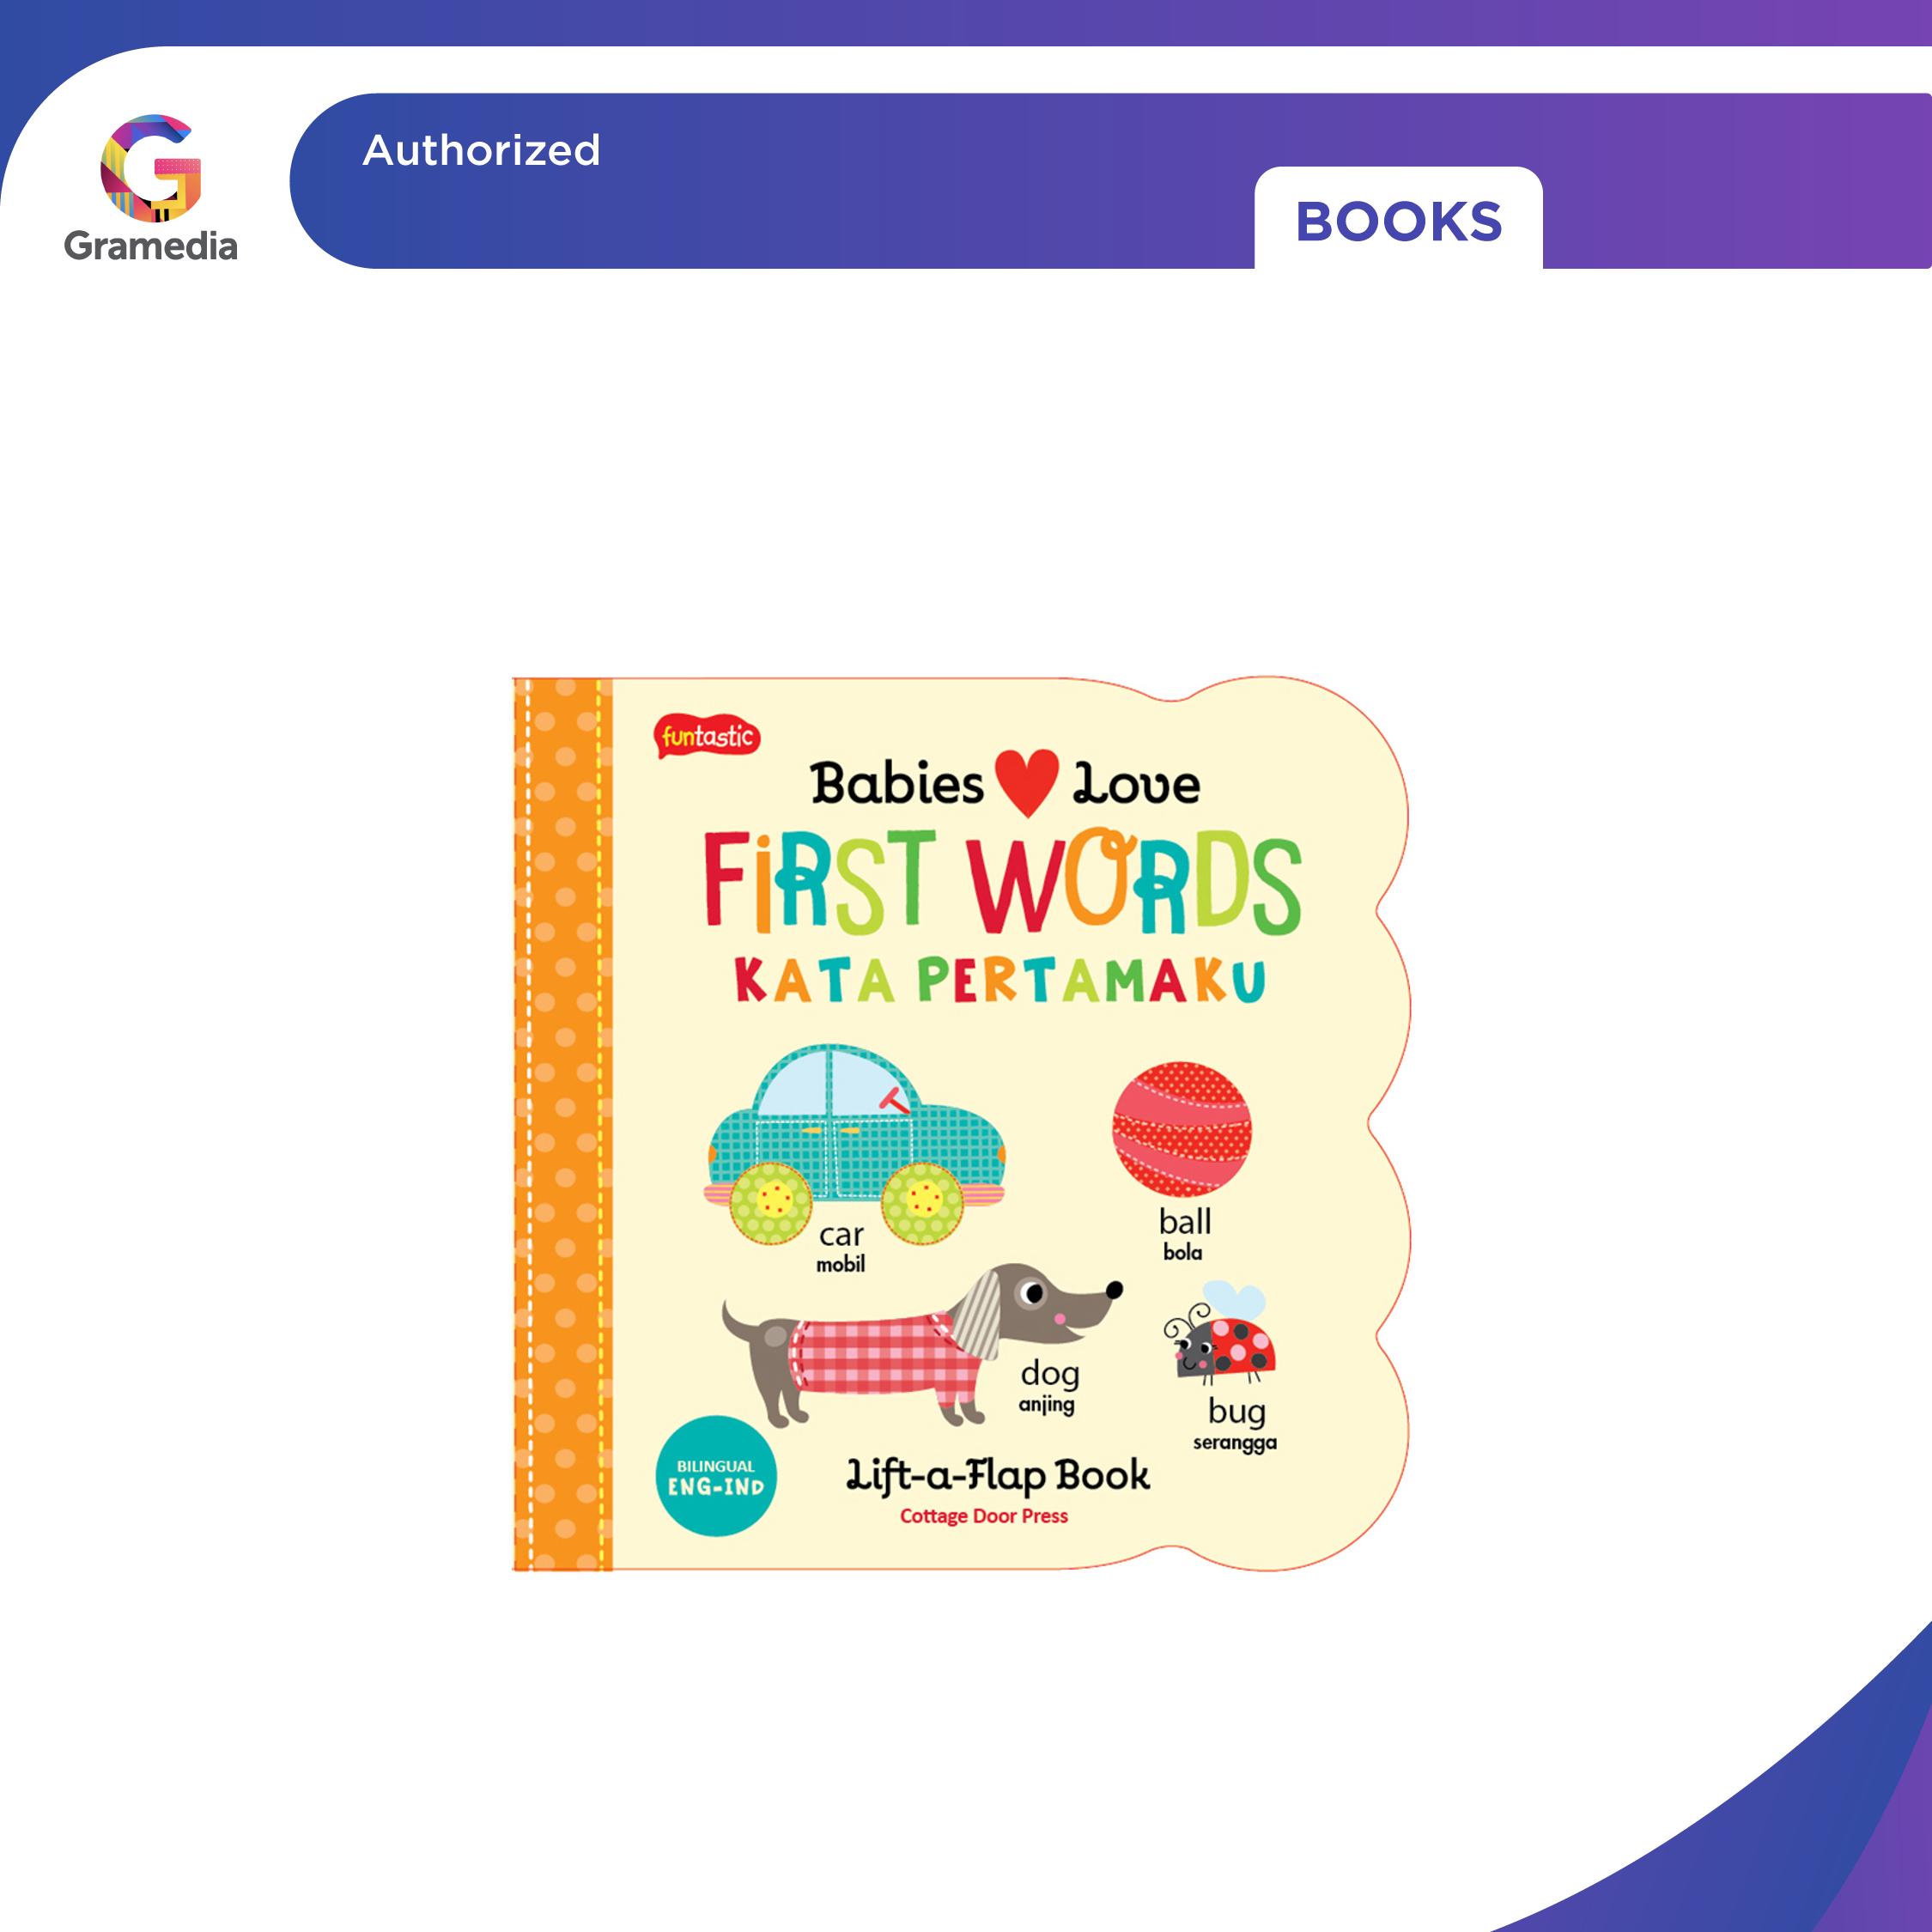 Authorized
BOOKS
Gramedia
funtastic
Babies Love
FiRST WORDS
KATA PERTAMAKU
car
mobil
ball
bola
dog
anjing
bug
serangga
BILINGUAL
ENG-IND
Lift-a-Flap Book
Cottage Door Press